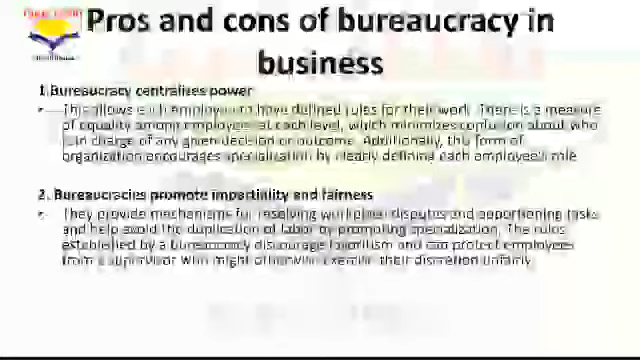 Pros and cons of bureaucracy in
business
1.Bureaucracy centralizes power
• This allows each employee to have defined rules for their work. There is a measure
of equality among employees at each level, which minimizes confusion about who
is in charge of any given decision or outcome. Additionally, this form of
organization encourages specialization by clearly defining each employee's role
2. Bureaucracies promote impartiality and fairness
• They provide mechanisms for resolving workplace disputes and apportioning tasks
and help avoid the duplication of labor by promoting specialization. The rules
established by a bureaucracy discourage favoritism and can protect employees
from a supervisor who might otherwise exercise their discretion unfairly.